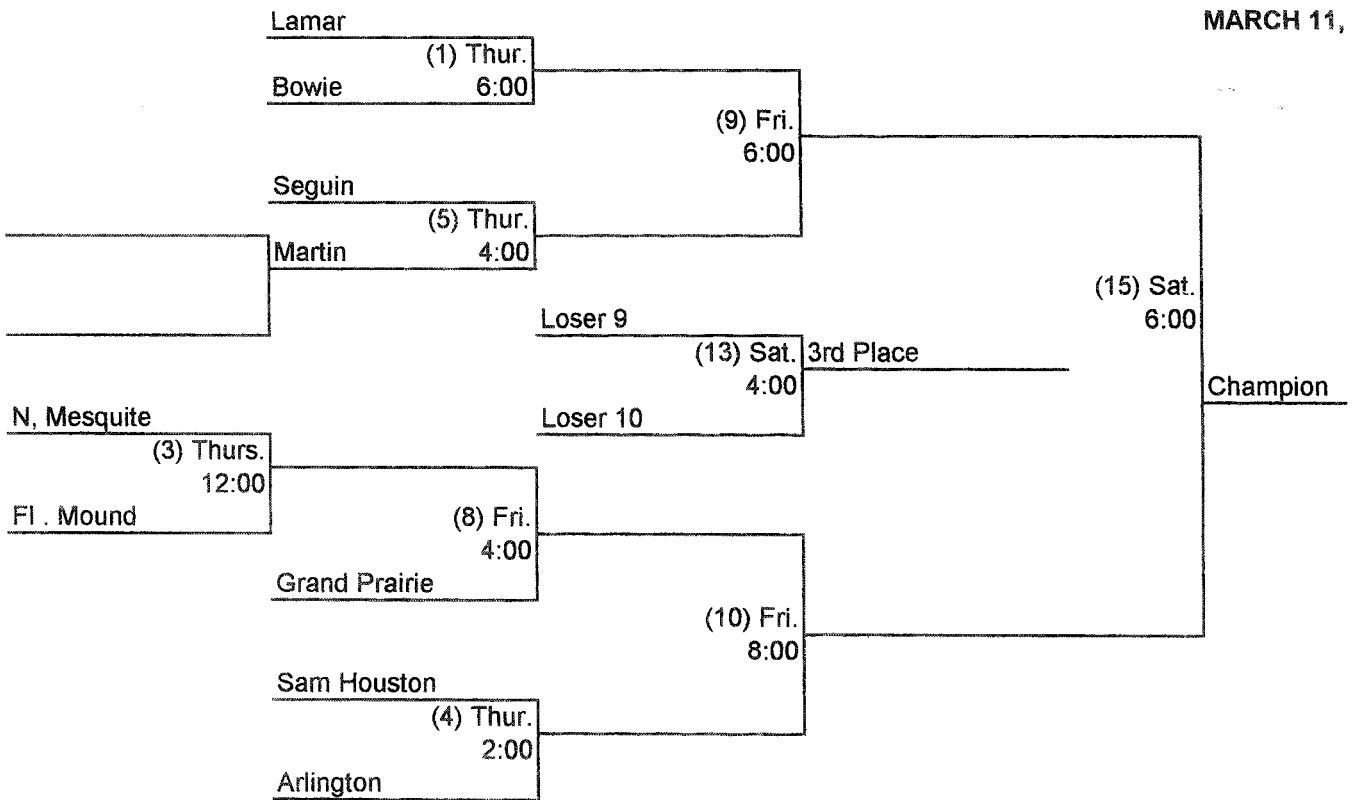 Lamar
MARCH 11,
(1) Thur.
Bowie 6:00
(9) Fri.
6:00
Seguin
(5) Thur.
Martin 4:00
(15) Sat.
6:00
Loser 9
(13) Sat. 3rd Place
4:00
Champion
Loser 10
N, Mesquite
(3) Thurs.
12:00
Fl . Mound
(8) Fri.
4:00
Grand Prairie
(10) Fri.
8:00
Sam Houston
(4) Thur.
2:00
Arlington